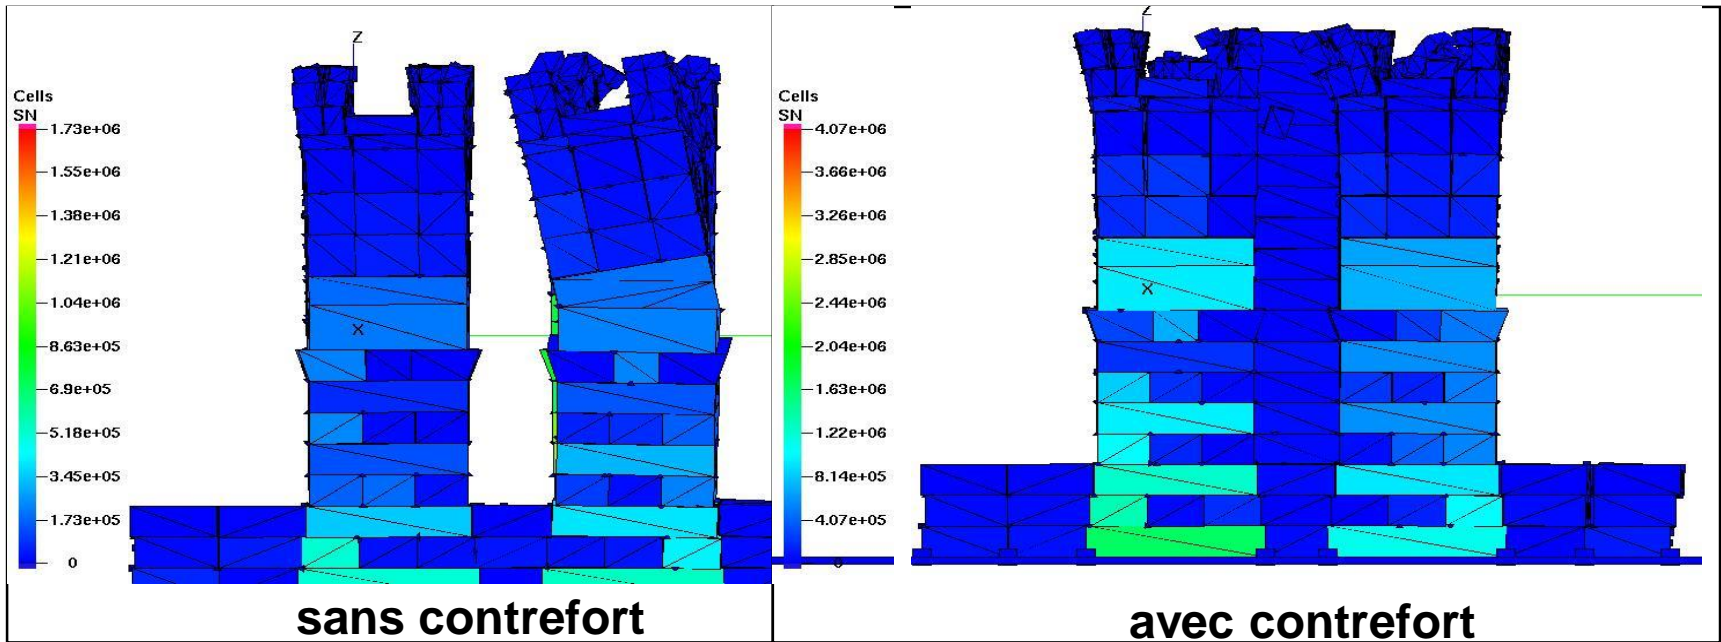 Z
Cells
SN
1.73e+06
1.55e+06
1.38e+06
1.21e+06
1.04e+06
8.63e+05
6.9e+05
5.18e+05
3.45e+05
1.73e+05
0
X
sans contrefort
Z
Cells
SN
4.07e+06
3.66e+06
3.26e+06
2.85e+06
2.44e+06
2.04e+06
1.63e+06
1.22e+06
8.14e+05
4.07e+05
0
X
avec contrefort